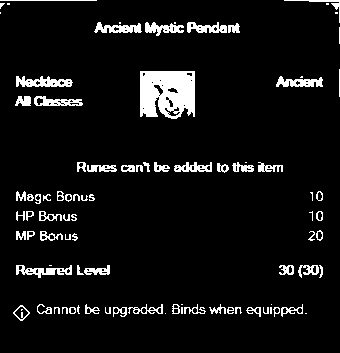 Ancient Mystic Pendant
Necklace Ancient
All Classes
Runes can't be added to this item
Magic Bonus 10
HP Bonus 10
MP Bonus 20
Required Level 30 (30)
Cannot be upgraded. Binds when equipped.